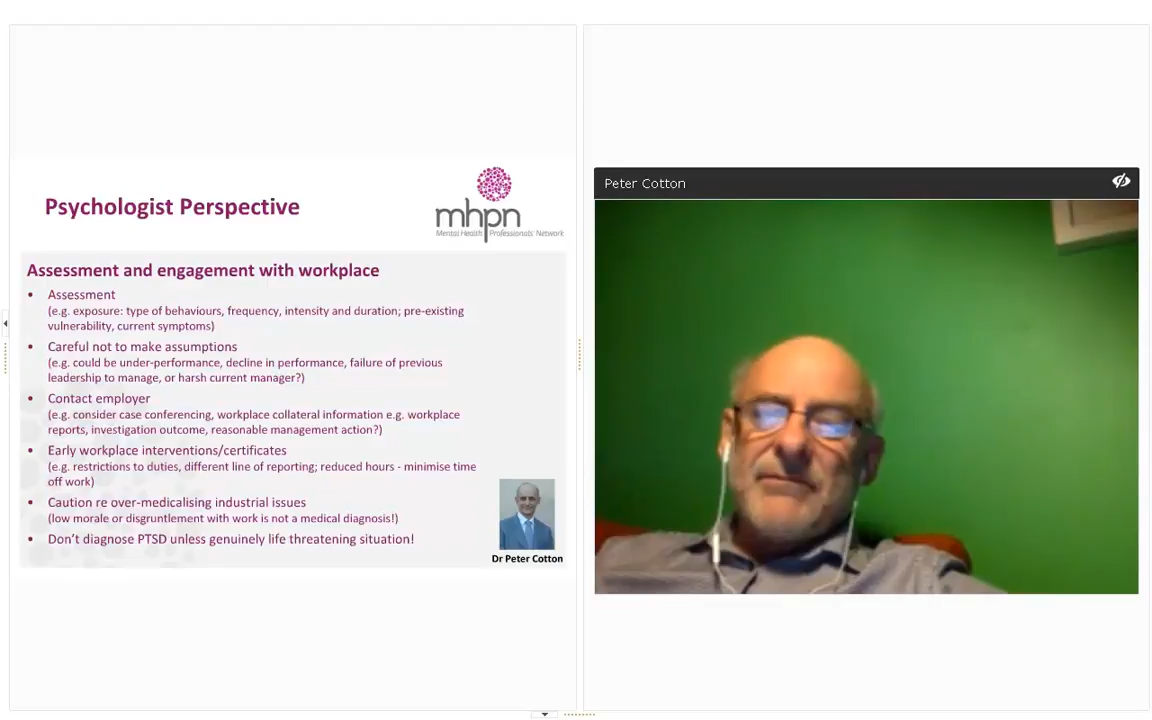 Psychologist Perspective
mhpn
Mental Health Professionals' Network
Assessment and engagement with workplace
• Assessment
(e.g. exposure: type of behaviours, frequency, intensity and duration; pre-existing
vulnerability, current symptoms)
• Careful not to make assumptions
(e.g. could be under-performance, decline in performance, failure of previous
leadership to manage, or harsh current manager?)
• Contact employer
(e.g. consider case conferencing, workplace collateral information e.g. workplace
reports, investigation outcome, reasonable management action?)
• Early workplace interventions/certificates
(e.g. restrictions to duties, different line of reporting; reduced hours - minimise time
off work)
• Caution re over-medicalising industrial issues
(low morale or disgruntlement with work is not a medical diagnosis!)
• Don't diagnose PTSD unless genuinely life threatening situation!
Dr Peter Cotton
Peter Cotton